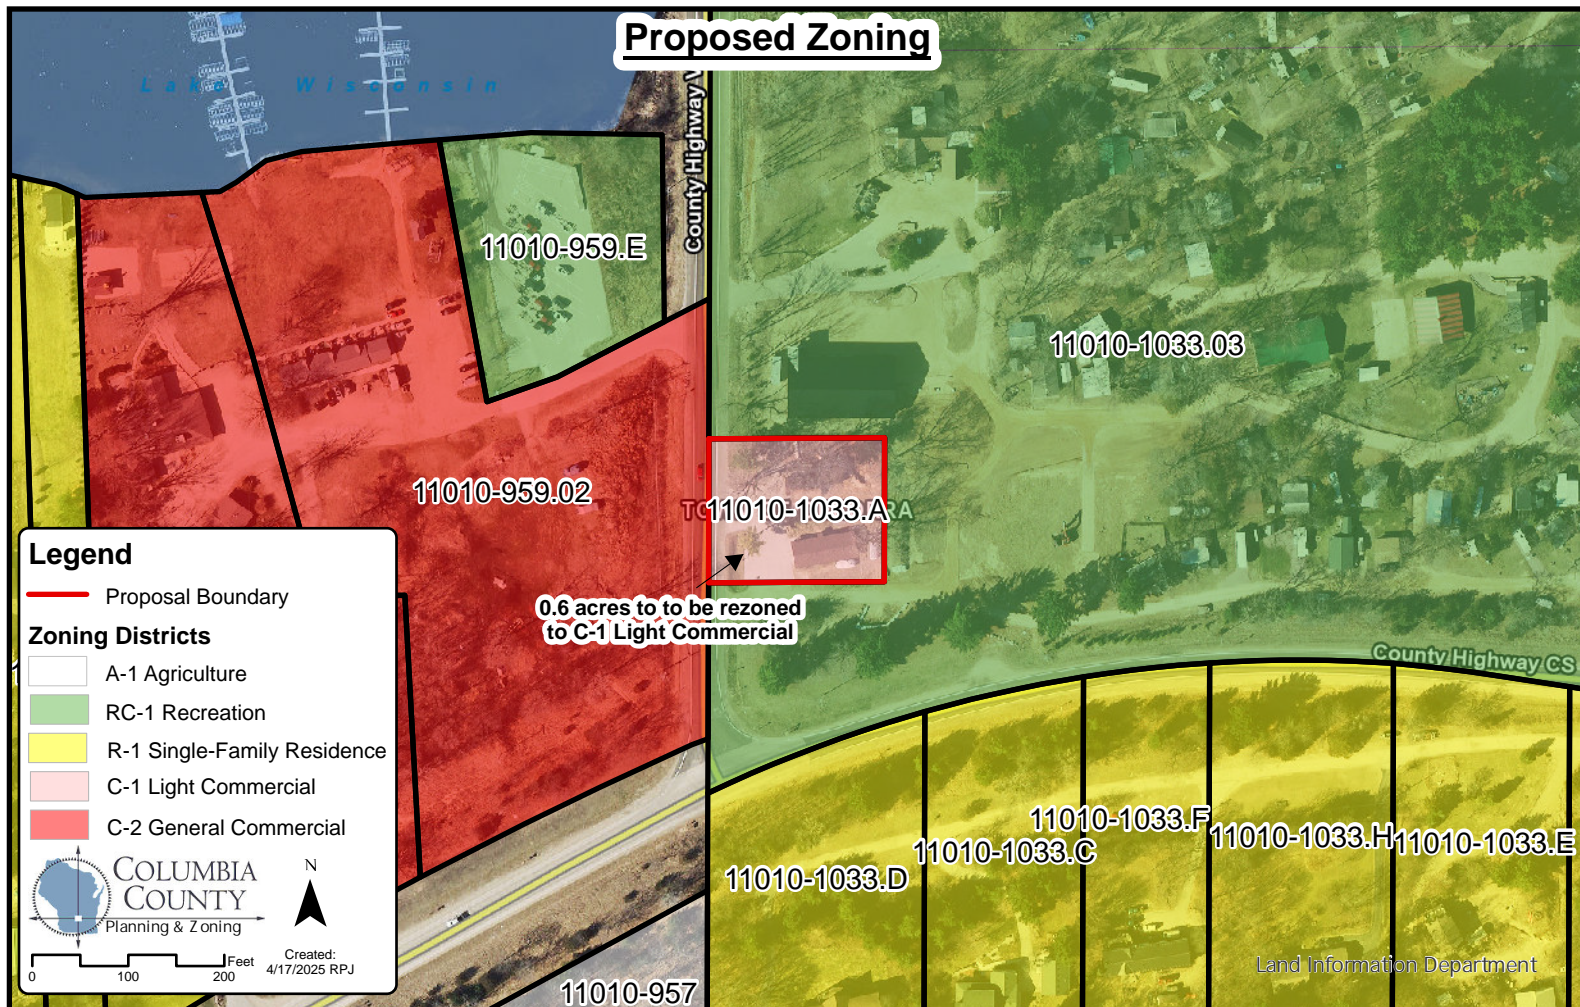 Proposed Zoning
Lake Wisconsin
County Highway V
11010-959.E
11010-1033.03
11010-959.02
11010-1033.A
0.6 acres to to be rezoned
to C-1 Light Commercial
County Highway CS
11010-1033.F
11010-1033.H
11010-1033.E
11010-1033.C
11010-1033.D
11010-957
Land Information Department
Legend
Proposal Boundary
Zoning Districts
A-1 Agriculture
RC-1 Recreation
R-1 Single-Family Residence
C-1 Light Commercial
C-2 General Commercial
COLUMBIA
COUNTY
Planning & Zoning
N
Feet
0 100 200
Created:
4/17/2025 RPJ